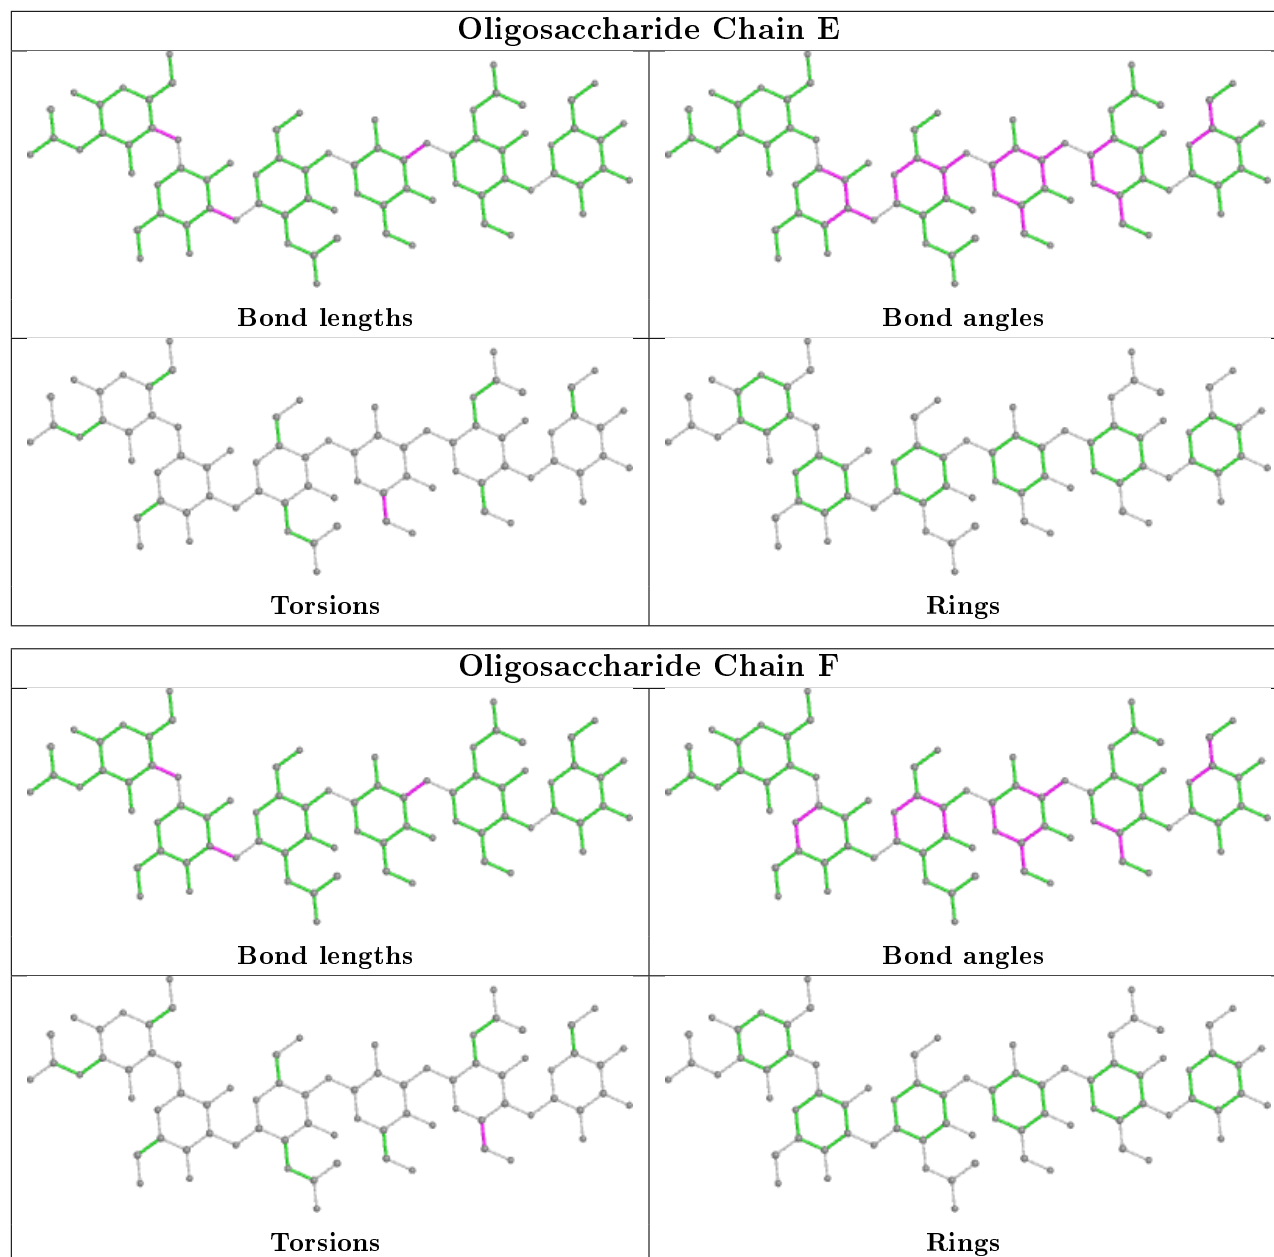 Oligosaccharide Chain E
Bond lengths
Bond angles
Torsions
Rings
Oligosaccharide Chain F
Bond lengths
Bond angles
Torsions
Rings